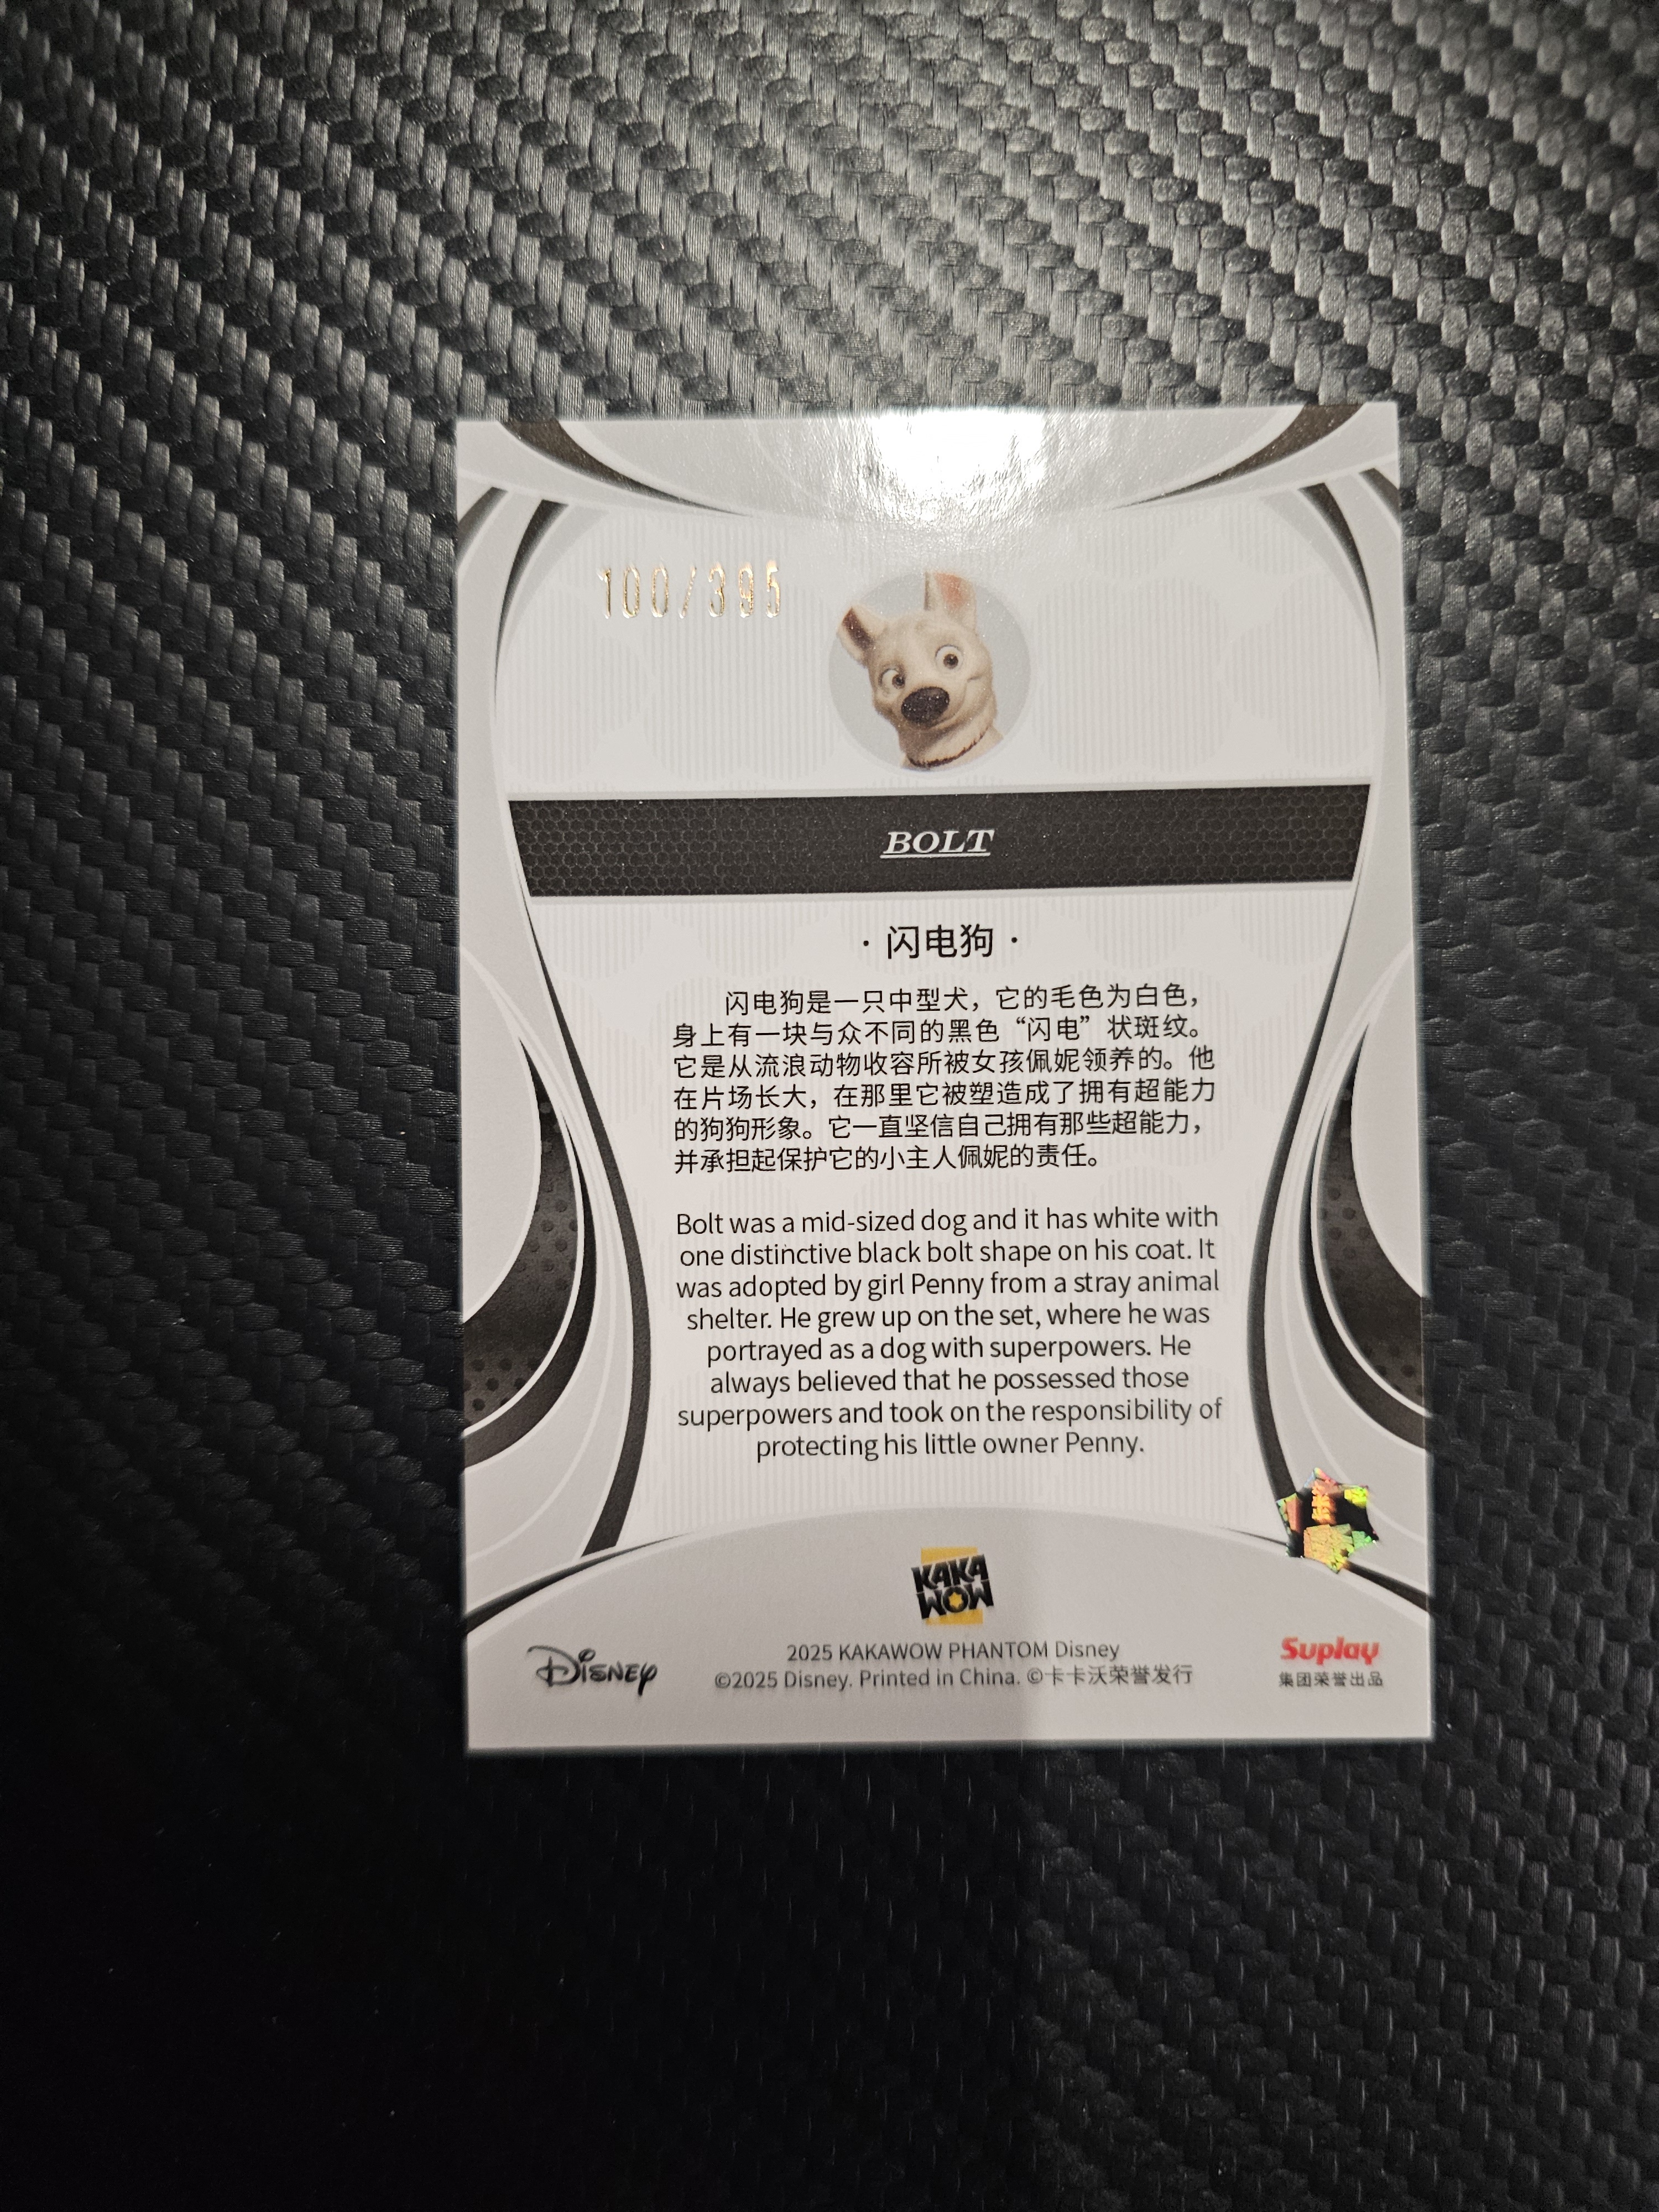 100/395
BOLT
· 闪电狗 ·
闪电狗是一只中型犬，它的毛色为白色，
身上有一块与众不同的黑色“闪电”状斑纹。
它是从流浪动物收容所被女孩佩妮领养的。他
在片场长大，在那里它被塑造成了拥有超能力
的狗狗形象。它一直坚信自己拥有那些超能力，
并承担起保护它的小主人佩妮的责任。
Bolt was a mid-sized dog and it has white with
one distinctive black bolt shape on his coat. It
was adopted by girl Penny from a stray animal
shelter. He grew up on the set, where he was
portrayed as a dog with superpowers. He
always believed that he possessed those
superpowers and took on the responsibility of
protecting his little owner Penny.
KAKA
WOW
Disney
2025 KAKAWOW PHANTOM Disney
©2025 Disney. Printed in China. ©卡卡沃荣誉发行
Suplay
集团荣誉出品